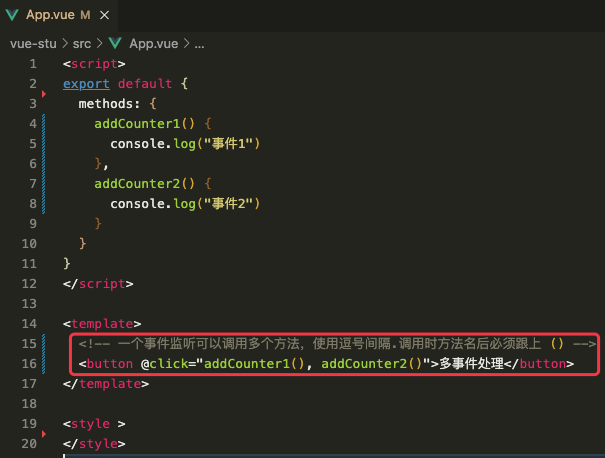 App.vue M ×
vue-stu > src > App.vue > ...
1 <script>
2 export default {
3 methods: {
4 addCounter1() {
5 console.log("事件1")
6 },
7 addCounter2() {
8 console.log("事件2")
9 }
10 }
11 }
12 </script>
13
14 <template>
15 <!-- 一个事件监听可以调用多个方法, 使用逗号间隔.调用时方法名后必须跟上 () -->
16 <button @click="addCounter1(), addCounter2()">多事件处理</button>
17 </template>
18
19 <style >
20 </style>